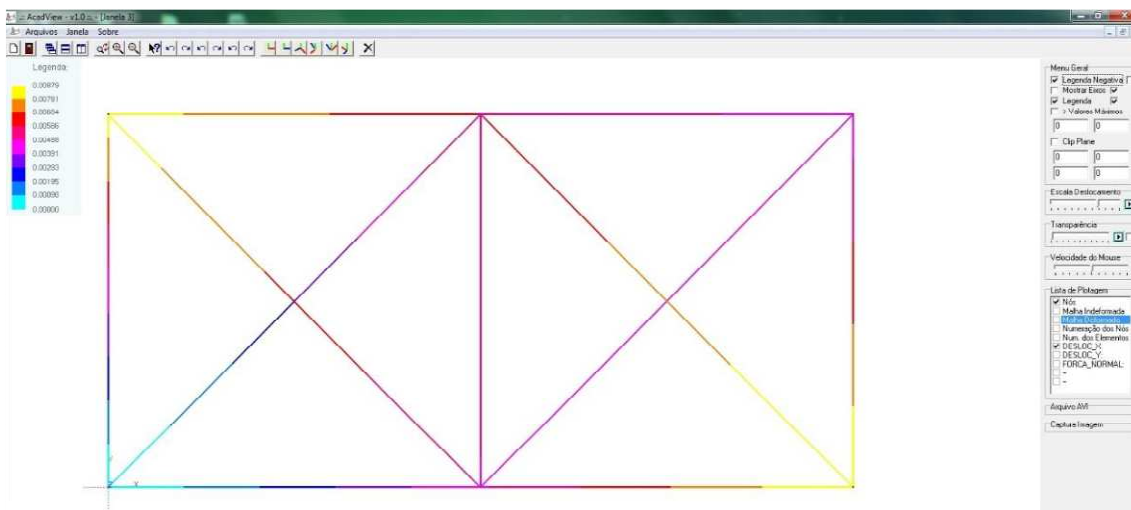 AcadView - v1.0 :. - [Janela 3]
Arquivos Janela Sobre
Legenda:
0.00879
0.00781
0.00684
0.00586
0.00488
0.00391
0.00293
0.00195
0.00098
0.00000
Y
Menu Geral
Legenda Negativa
Mostrar Eixos
Legenda
> Valores Máximos
0 0
Clip Plane
0 0
0 0
Escala Deslocamento
Transparência
Velocidade do Mouse
Lista de Plotagem
Nós
Malha Indeformada
Malha Deformada
Numeração dos Nós
Num. dos Elementos
DESLOC_X
DESLOC_Y:
FORCA_NORMAL:
-
-
Arquivo AVI
Captura Imagem